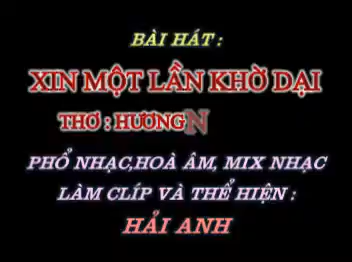 BÀI HÁT :
XIN MỘT LẦN KHỜ DẠI
THƠ : HƯƠNG N
PHỔ NHẠC,HOÀ ÂM, MIX NHẠC
LÀM CLÍP VÀ THỂ HIỆN :
HẢI ANH